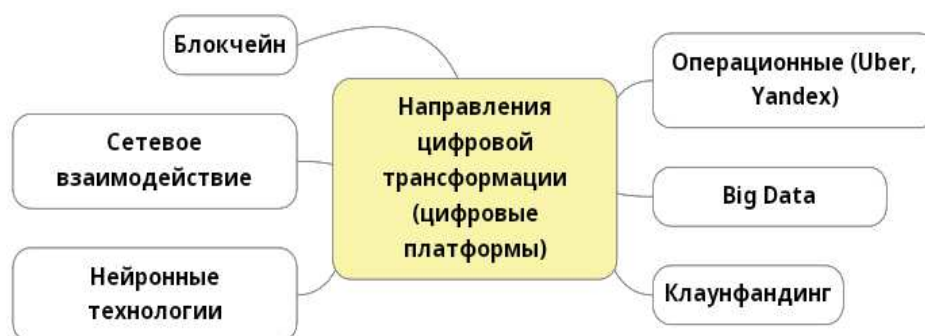 Блокчейн
Сетевое
взаимодействие
Нейронные
технологии
Направления
цифровой
трансформации
(цифровые
платформы)
Операционные (Uber,
Yandex)
Big Data
Клаунфандинг